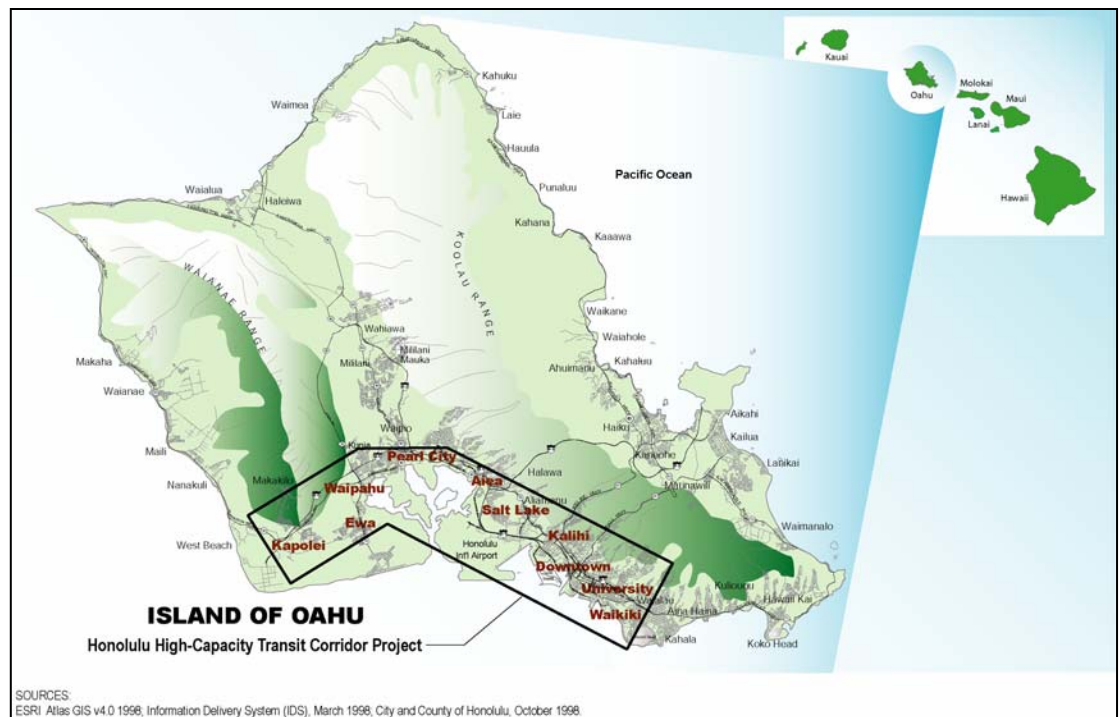 Kauai
Oahu
Molokai
Lanai
Maui
Hawaii
Pacific Ocean
Kahuku
Waimea
Laie
Hauula
Punaluu
Waialua
Haleiwa
Kahana
Kaaawa
KOOLAU RANGE
WAIANAE RANGE
Waikane
Waiahole
Wahiawa
Mililani
Mauka
Mililani
Kahaluu
Ahuimanu
Makaha
Waianae
Aikahi
Haiku
Kailua
Waipio
Kunia
Kaneohe
Lanikai
Maili
Pearl City
Halawa
Maunawili
Nanakuli
Makakilo
Waipahu
Aiea
Aliamanu
Salt Lake
Waimanalo
Ewa
West Beach
Kapolei
Honolulu
Int'l Airport
Kalihi
Downtown
University
Kuliouou
Hawaii Kai
Waialae
Aina Haina
Waikiki
Kahala
Koko Head
ISLAND OF OAHU
Honolulu High-Capacity Transit Corridor Project
SOURCES:
ESRI Atlas GIS v4.0 1998; Information Delivery System (IDS), March 1998; City and County of Honolulu, October 1998.